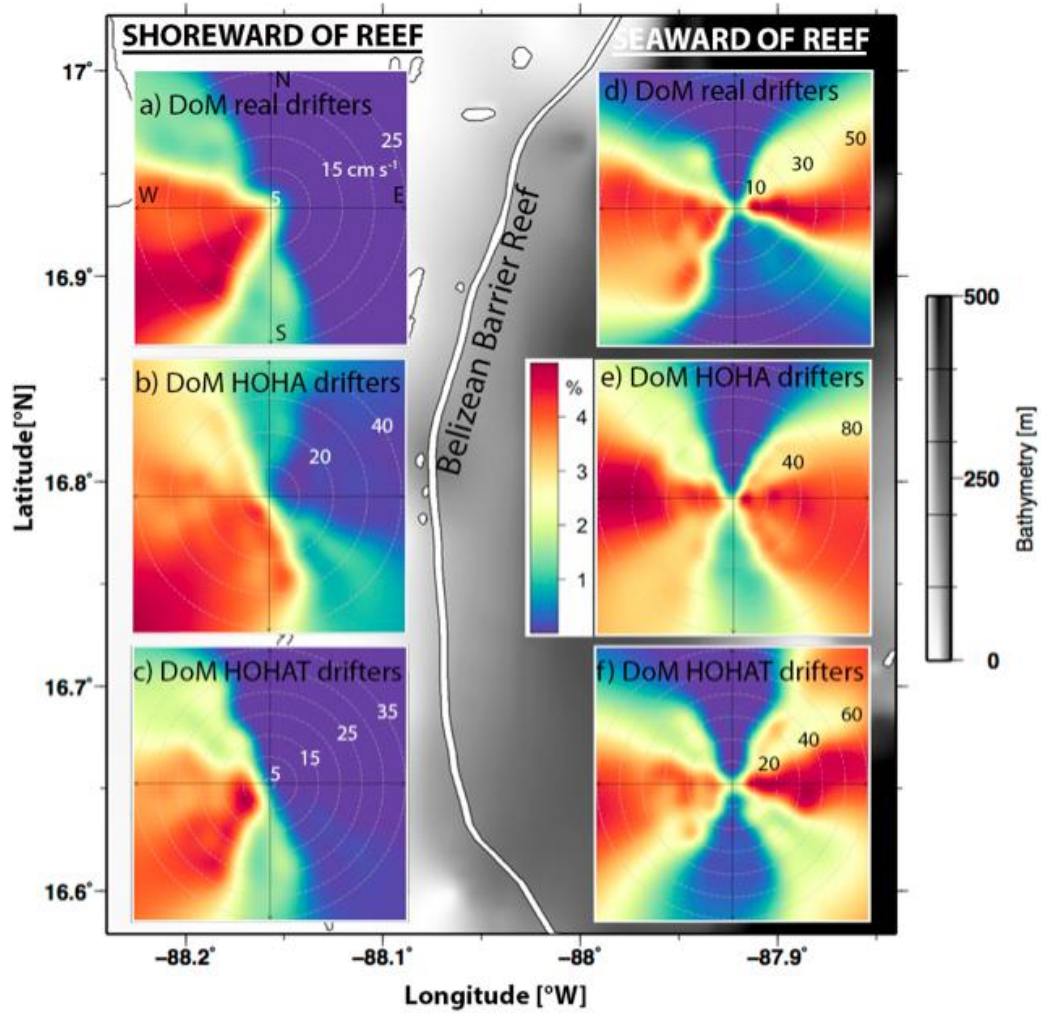 SHOREWARD OF REEF
SEAWARD OF REEF
17°
16.9°
16.8°
16.7°
16.6°
Latitude[°N]
N
a) DoM real drifters
25
15 cm s⁻¹
W
5
E
S
b) DoM HOHA drifters
40
20
c) DoM HOHAT drifters
35
25
15
5
Belizean Barrier Reef
%
4
3
2
1
d) DoM real drifters
50
30
10
e) DoM HOHA drifters
80
40
f) DoM HOHAT drifters
60
40
20
500
250
0
Bathymetry [m]
−88.2°
−88.1°
−88°
−87.9°
Longitude [°W]